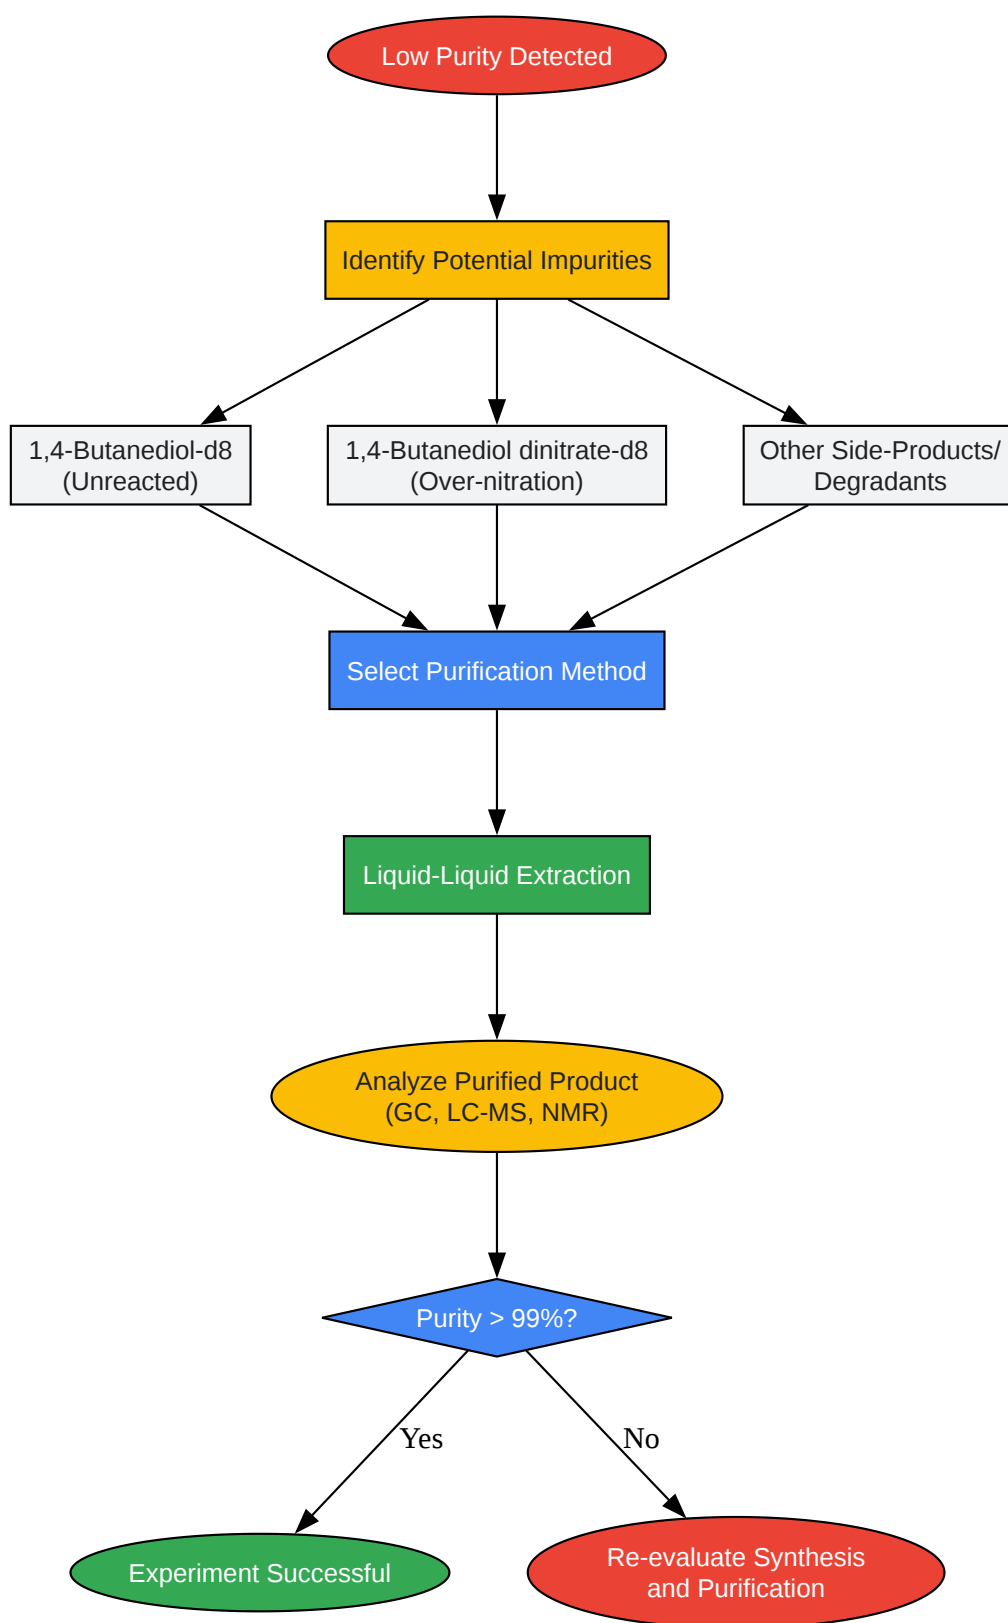 Low Purity Detected
Identify Potential Impurities
1,4-Butanediol-d8
(Unreacted)
1,4-Butanediol dinitrate-d8
(Over-nitration)
Other Side-Products/
Degradants
Select Purification Method
Liquid-Liquid Extraction
Analyze Purified Product
(GC, LC-MS, NMR)
Purity > 99%?
Yes
No
Experiment Successful
Re-evaluate Synthesis
and Purification